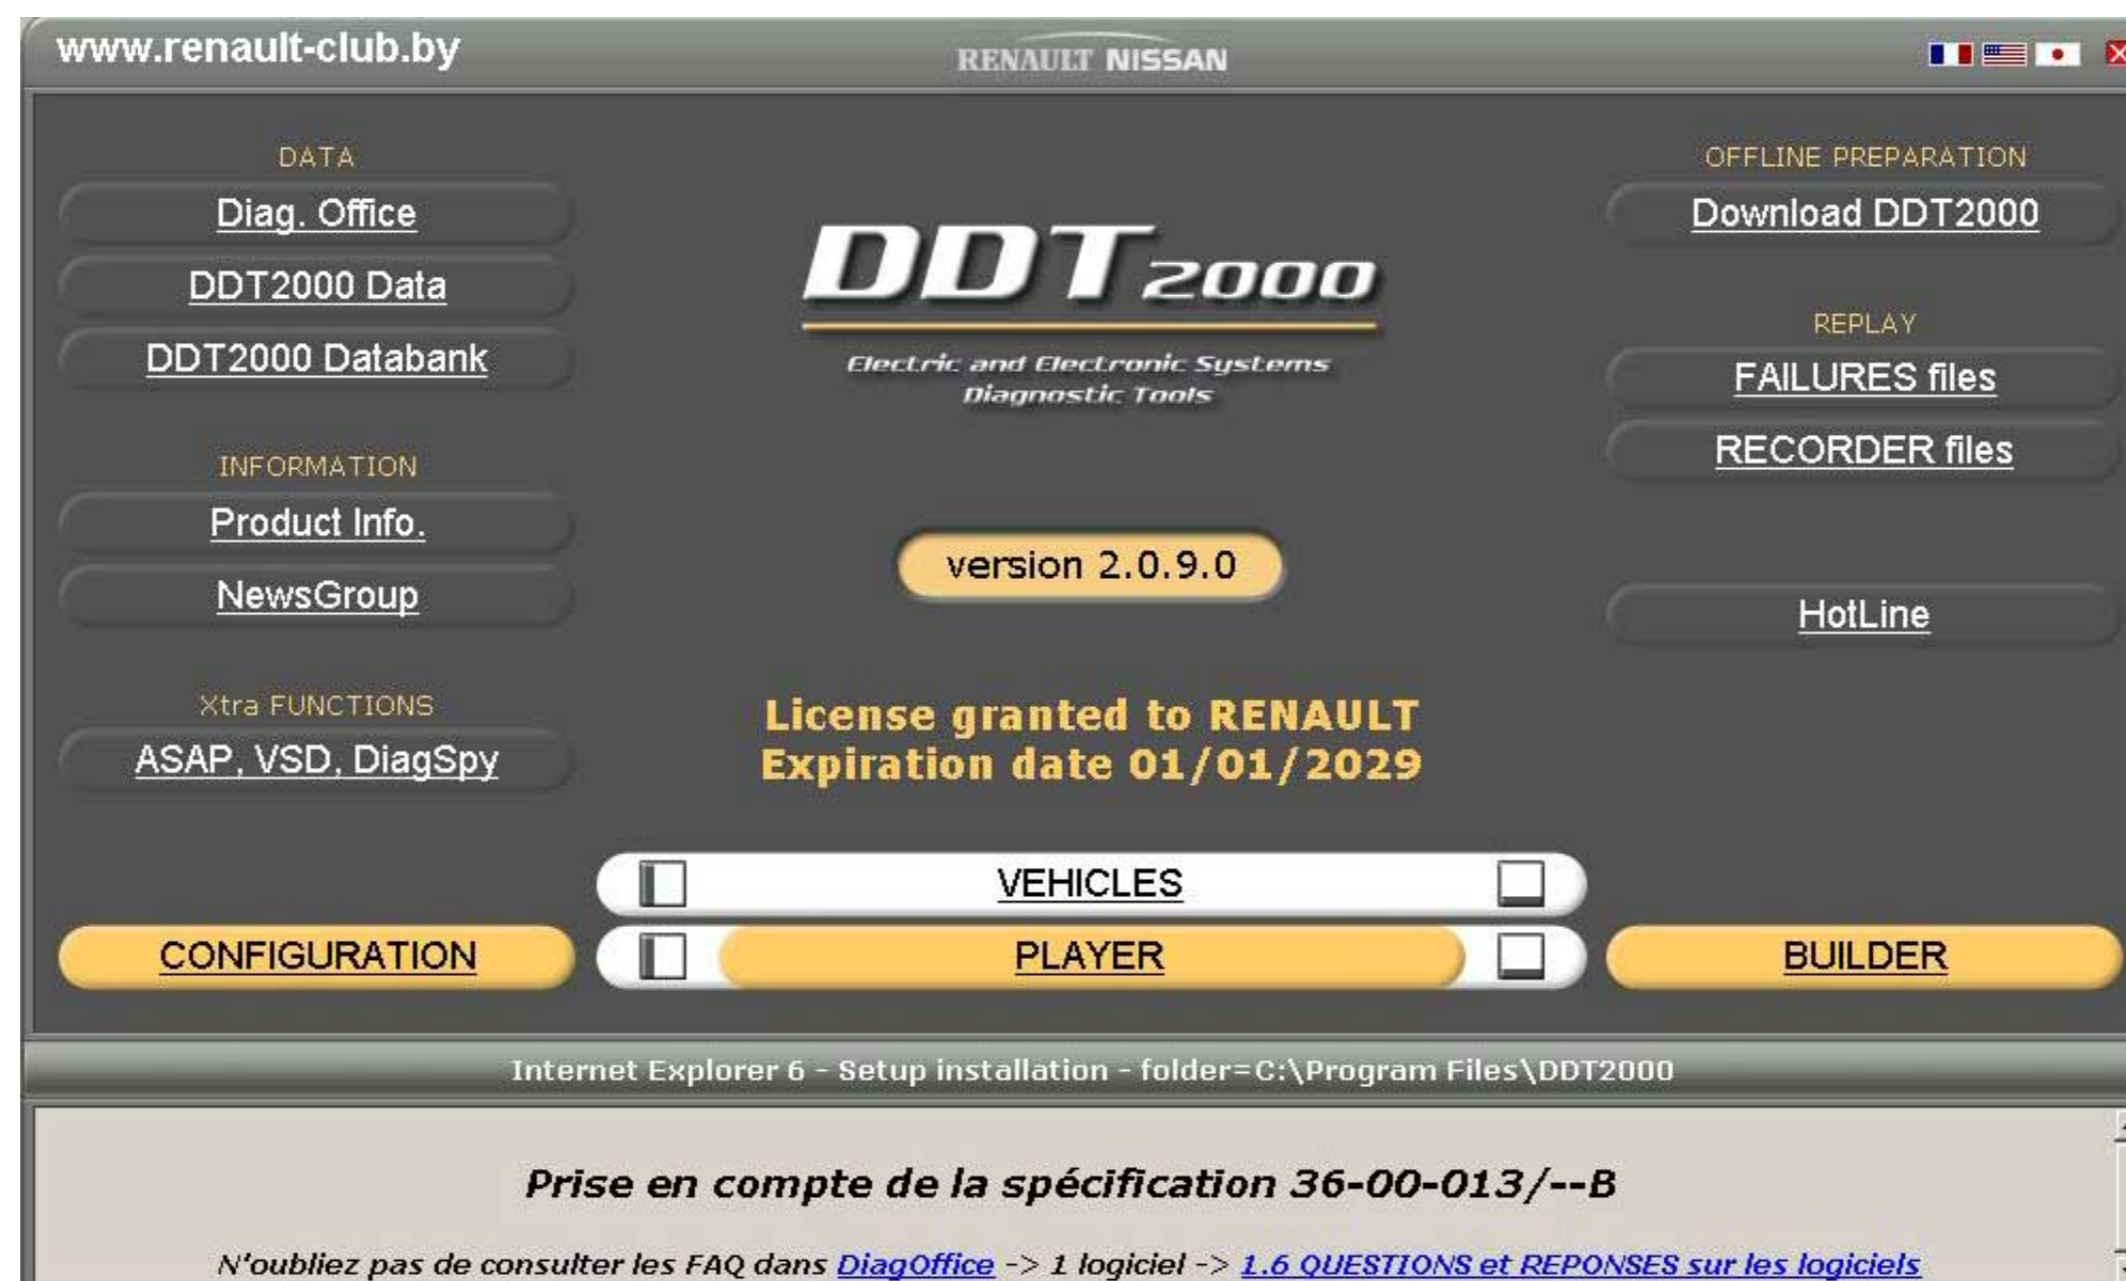 www.renault-club.by
RENAULT NISSAN
DATA
Diag. Office
DDT2000 Data
DDT2000 Databank
INFORMATION
Product Info.
NewsGroup
Xtra FUNCTIONS
ASAP, VSD, DiagSpy
DDT2000
Electric and Electronic Systems
Diagnostic Tools
version 2.0.9.0
License granted to RENAULT
Expiration date 01/01/2029
OFFLINE PREPARATION
Download DDT2000
REPLAY
FAILURES files
RECORDER files
HotLine
VEHICLES
CONFIGURATION
PLAYER
BUILDER
Internet Explorer 6 - Setup installation - folder=C:\Program Files\DDT2000
Prise en compte de la spécification 36-00-013/--B
N'oubliez pas de consulter les FAQ dans DiagOffice -> 1 logiciel -> 1.6 QUESTIONS et REPONSES sur les logiciels